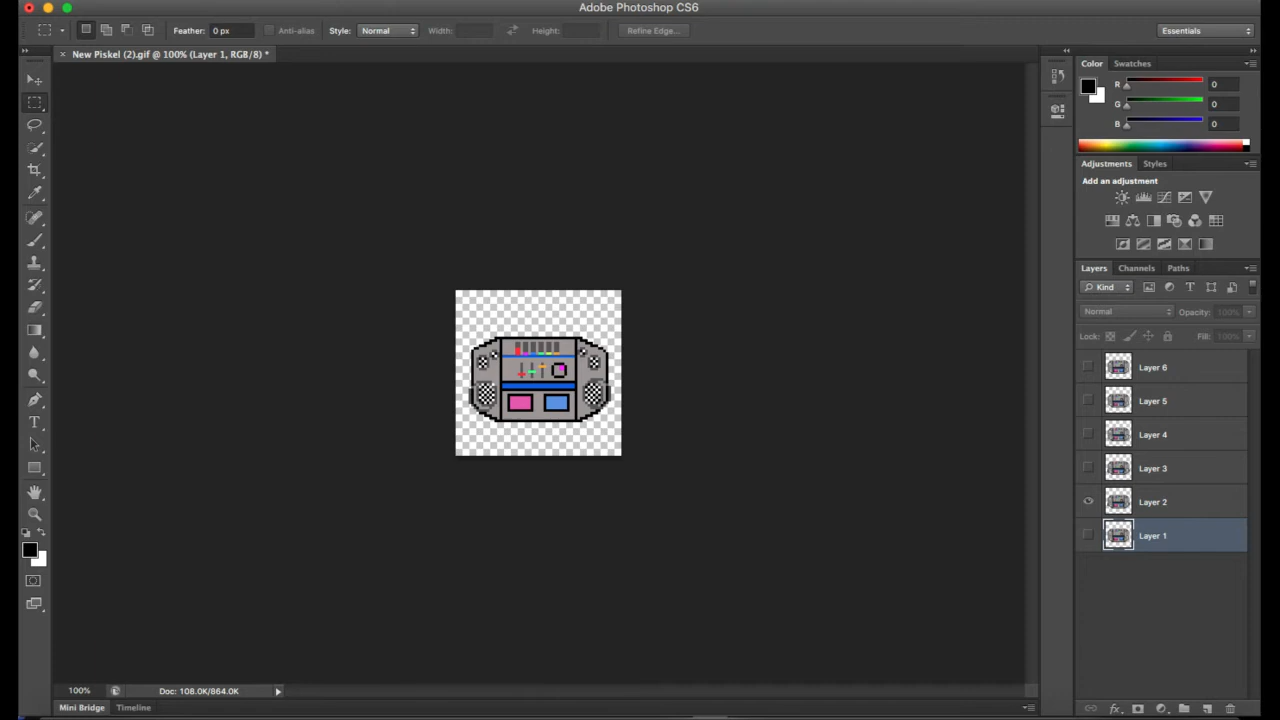 Adobe Photoshop CS6
Feather: 0 px Anti-alias Style: Normal Width: Height: Refine Edge... Essentials
× New Piskel (2).gif @ 100% (Layer 1, RGB/8) *
Color Swatches
R 0
G 0
B 0
Adjustments Styles
Add an adjustment
Layers Channels Paths
Kind
Normal Opacity: 100%
Lock: Fill: 100%
Layer 6
Layer 5
Layer 4
Layer 3
Layer 2
Layer 1
100% Doc: 108.0K/864.0K
Mini Bridge Timeline